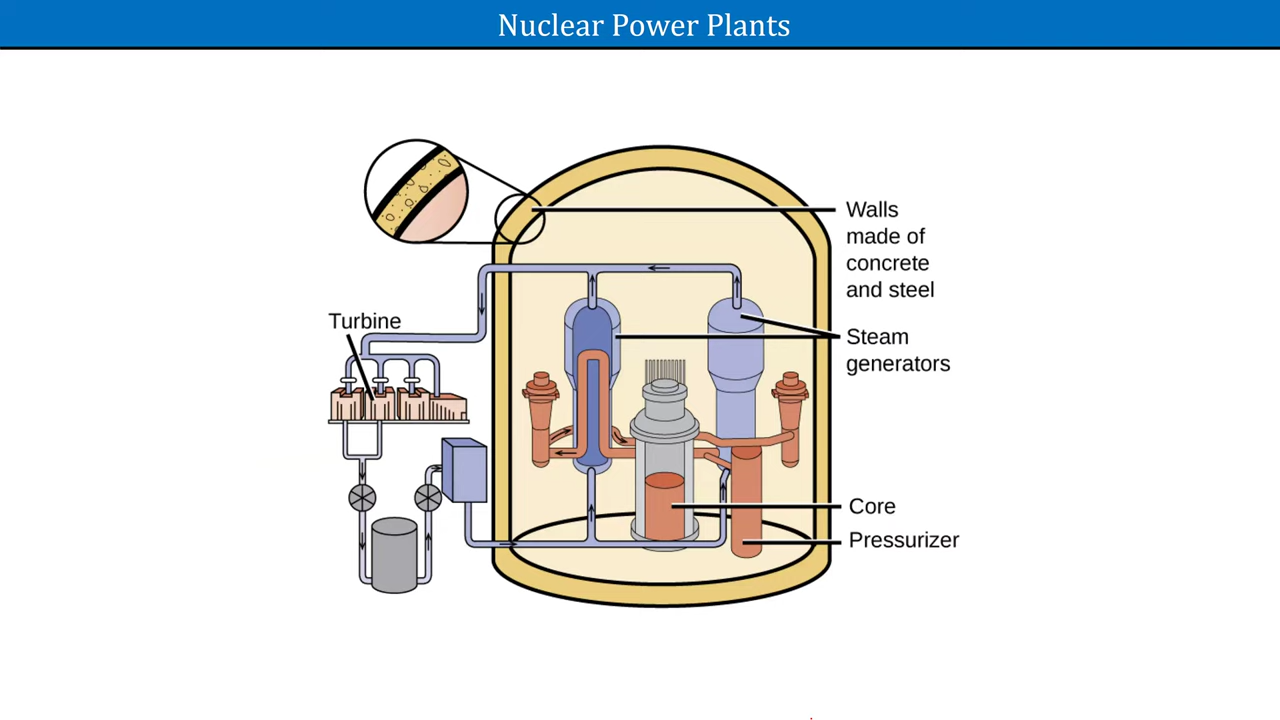 Nuclear Power Plants
Walls
made of
concrete
and steel
Turbine
Steam
generators
Core
Pressurizer